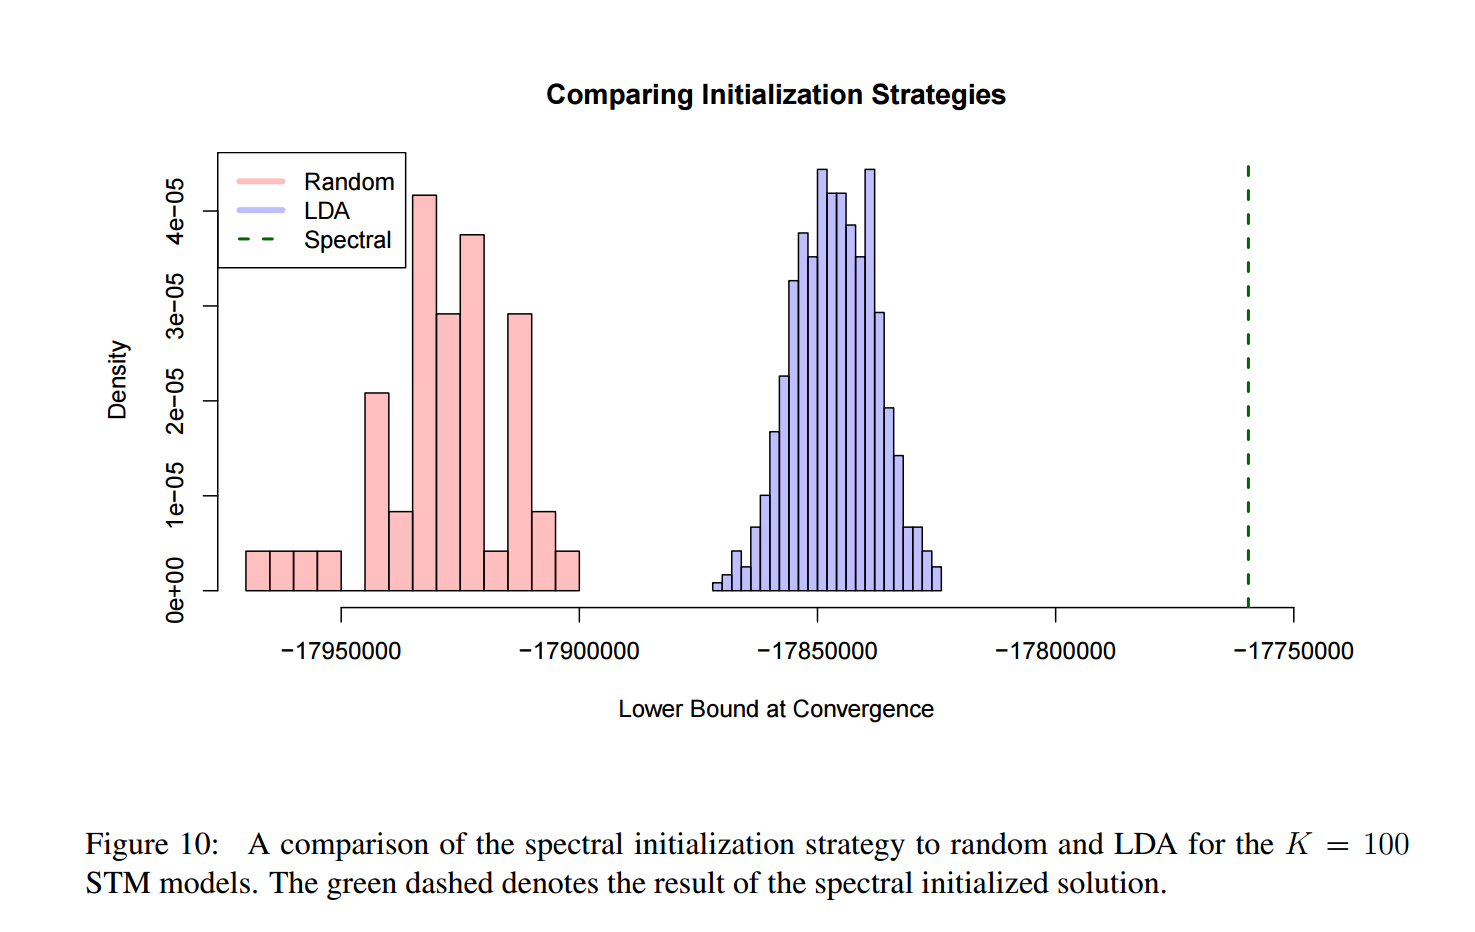 Comparing Initialization Strategies
Random
LDA
Spectral
Density
0e+00
1e−05
2e−05
3e−05
4e−05
−17950000
−17900000
−17850000
−17800000
−17750000
Lower Bound at Convergence
Figure 10: A comparison of the spectral initialization strategy to random and LDA for the K = 100
STM models. The green dashed denotes the result of the spectral initialized solution.